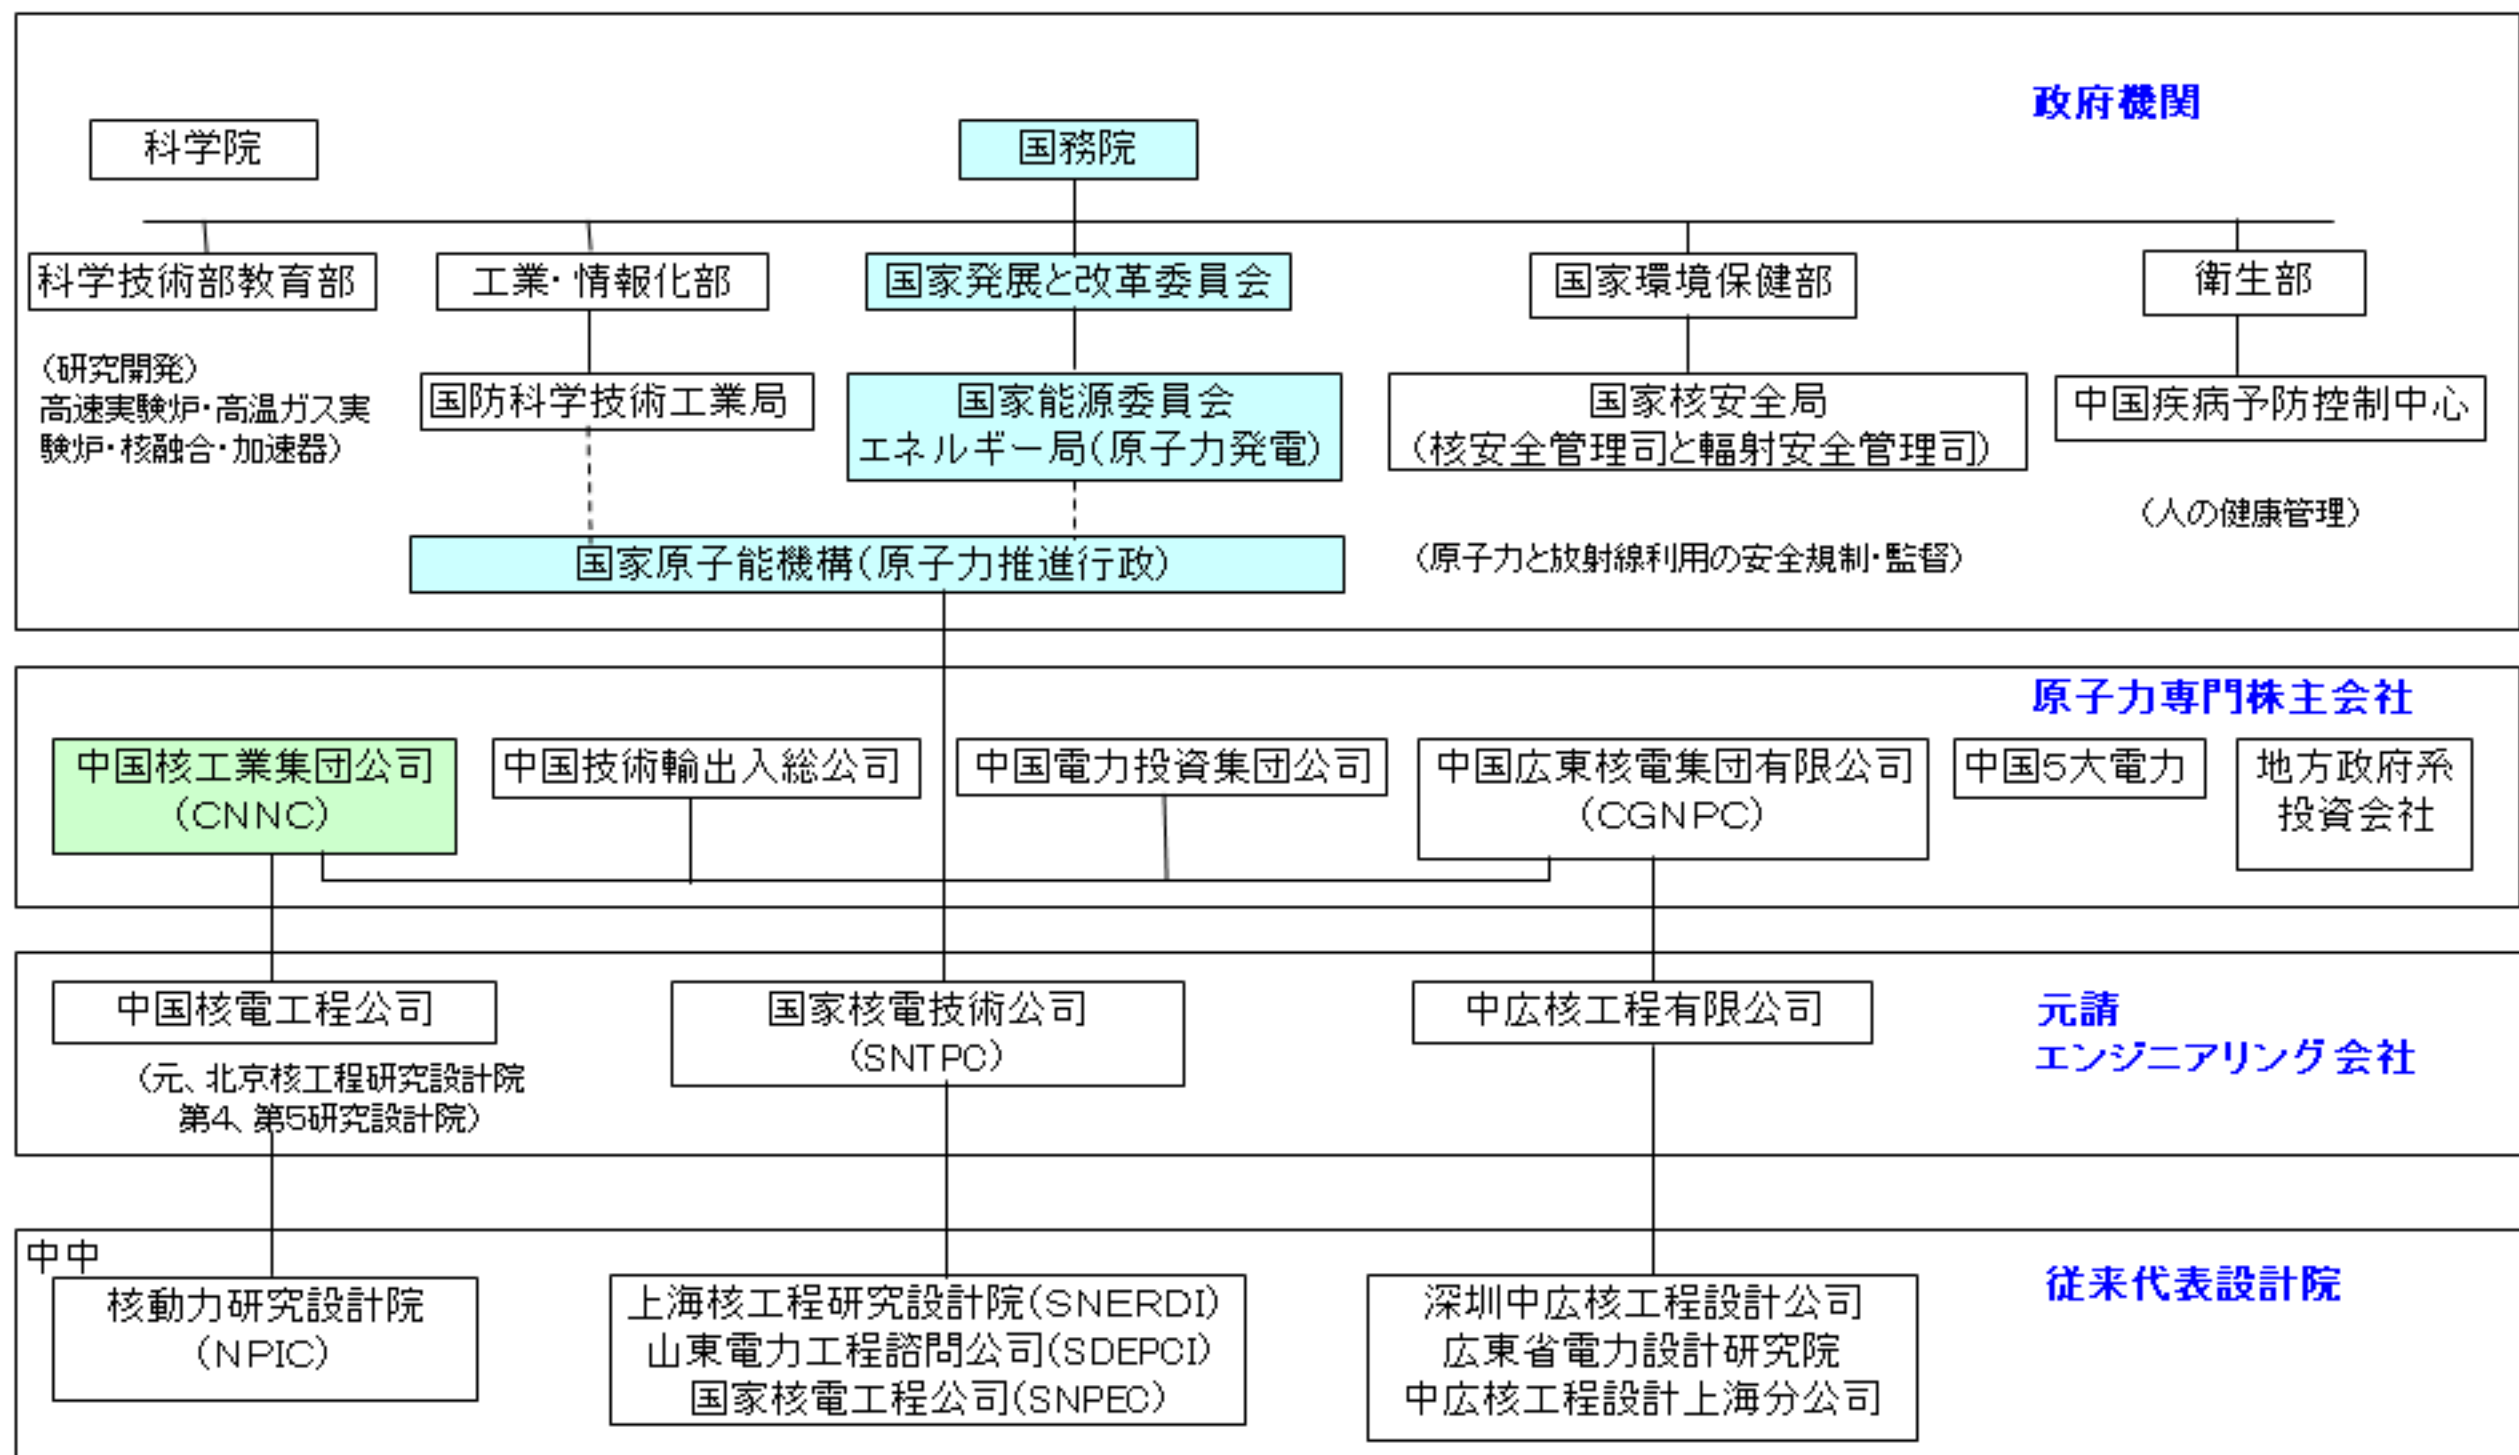 政府機関
科学院
国務院
科学技術部教育部
工業・情報化部
国家発展と改革委員会
国家環境保健部
衛生部
(研究開発)
高速実験炉・高温ガス実
験炉・核融合・加速器)
国防科学技術工業局
国家能源委員会
エネルギー局(原子力発電)
国家核安全局
(核安全管理司と輻射安全管理司)
中国疾病予防控制中心
(人の健康管理)
国家原子能機構(原子力推進行政)
(原子力と放射線利用の安全規制・監督)
原子力専門株主会社
中国核工業集団公司
(CNNC)
中国技術輸出入総公司
中国電力投資集団公司
中国広東核電集団有限公司
(CGNPC)
中国5大電力
地方政府系
投資会社
中国核電工程公司
(元、北京核工程研究設計院
第4、第5研究設計院)
国家核電技術公司
(SNTPC)
中広核工程有限公司
元請
エンジニアリング会社
中中
核動力研究設計院
(NPIC)
上海核工程研究設計院(SNERDI)
山東電力工程諮問公司(SDEPCI)
国家核電工程公司(SNPEC)
深圳中広核工程設計公司
広東省電力設計研究院
中広核工程設計上海分公司
従来代表設計院